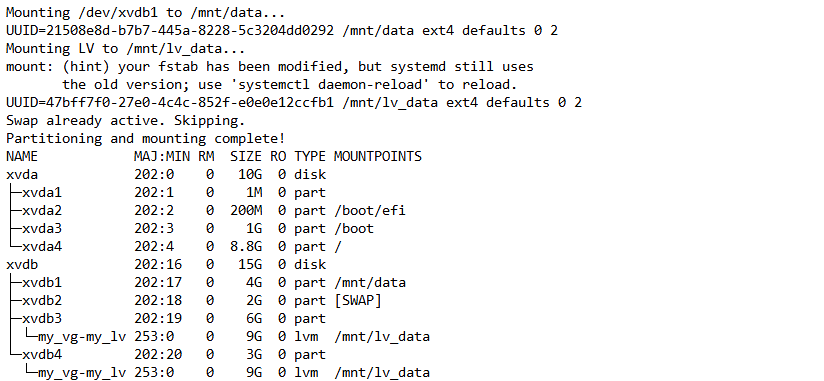 Mounting /dev/xvdb1 to /mnt/data...
UUID=21508e8d-b7b7-445a-8228-5c3204dd0292 /mnt/data ext4 defaults 0 2
Mounting LV to /mnt/lv_data...
mount: (hint) your fstab has been modified, but systemd still uses
       the old version; use 'systemctl daemon-reload' to reload.
UUID=47bff7f0-27e0-4c4c-852f-e0e0e12ccfb1 /mnt/lv_data ext4 defaults 0 2
Swap already active. Skipping.
Partitioning and mounting complete!
NAME            MAJ:MIN RM  SIZE RO TYPE MOUNTPOINTS
xvda            202:0    0   10G  0 disk
├─xvda1         202:1    0    1M  0 part
├─xvda2         202:2    0  200M  0 part /boot/efi
├─xvda3         202:3    0    1G  0 part /boot
└─xvda4         202:4    0  8.8G  0 part /
xvdb            202:16   0   15G  0 disk
├─xvdb1         202:17   0    4G  0 part /mnt/data
├─xvdb2         202:18   0    2G  0 part [SWAP]
├─xvdb3         202:19   0    6G  0 part
│ └─my_vg-my_lv 253:0    0    9G  0 lvm  /mnt/lv_data
└─xvdb4         202:20   0    3G  0 part
  └─my_vg-my_lv 253:0    0    9G  0 lvm  /mnt/lv_data